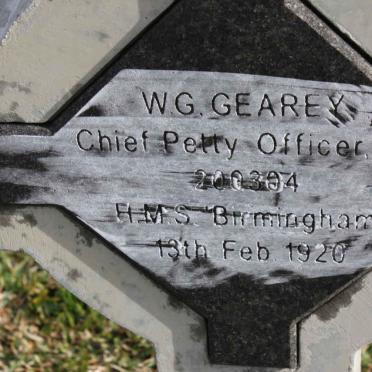 W.G. GEAREY
Chief Petty Officer,
200304
H.M.S. Birmingham
13th Feb 1920